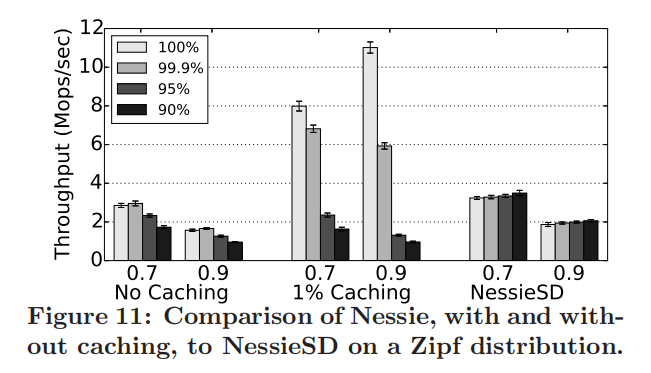 Throughput (Mops/sec)
12
10
8
6
4
2
0
100%
99.9%
95%
90%
0.7 0.9 0.7 0.9 0.7 0.9
No Caching 1% Caching NessieSD
Figure 11: Comparison of Nessie, with and with-
out caching, to NessieSD on a Zipf distribution.